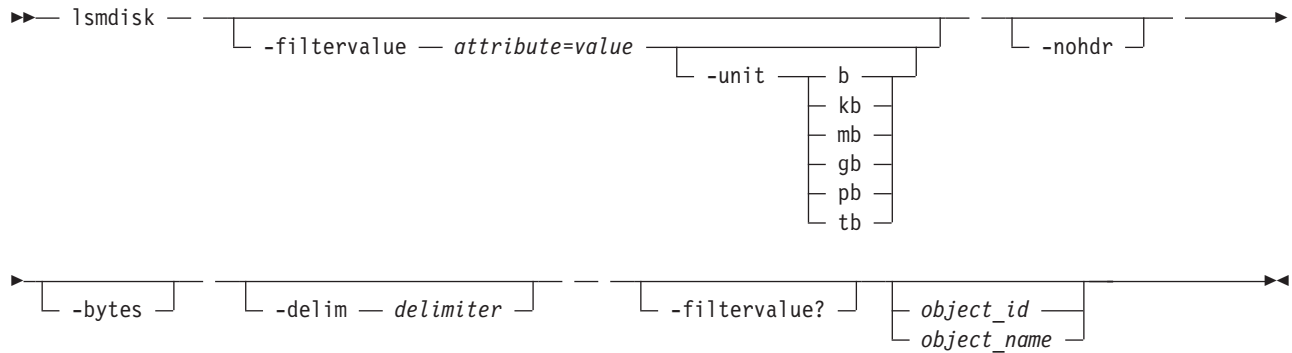 lsmdisk
-filtervalue attribute=value
-nohdr
-unit b
kb
mb
gb
pb
tb
-bytes
-delim delimiter
-filtervalue?
object_id
object_name